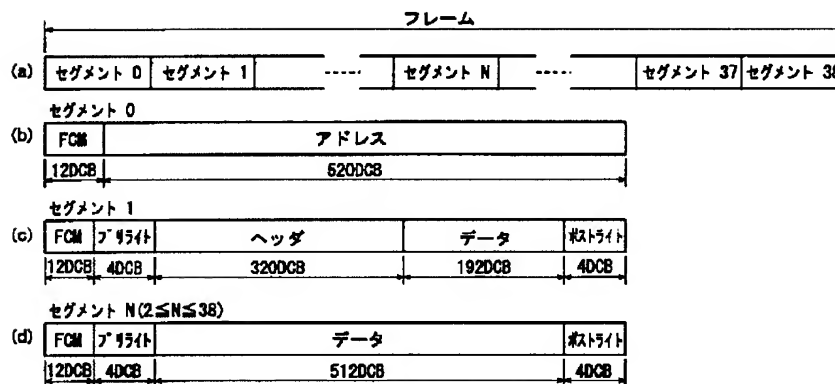 フレーム
(a) セグメント 0 セグメント 1 ----- セグメント N ----- セグメント 37 セグメント 38
セグメント 0
(b) FCM アドレス
12DCB 520DCB
セグメント 1
(c) FCM プリライト ヘッダ データ ポストライト
12DCB 4DCB 320DCB 192DCB 4DCB
セグメント N(2≦N≦38)
(d) FCM プリライト データ ポストライト
12DCB 4DCB 512DCB 4DCB